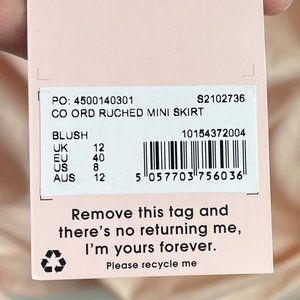 PO: 4500140301 S2102736
CO ORD RUCHED MINI SKIRT
BLUSH 10154372004
UK 12
EU 40
US 8
AUS 12
5 057703 756036
Remove this tag and
there's no returning me,
I'm yours forever.
Please recycle me